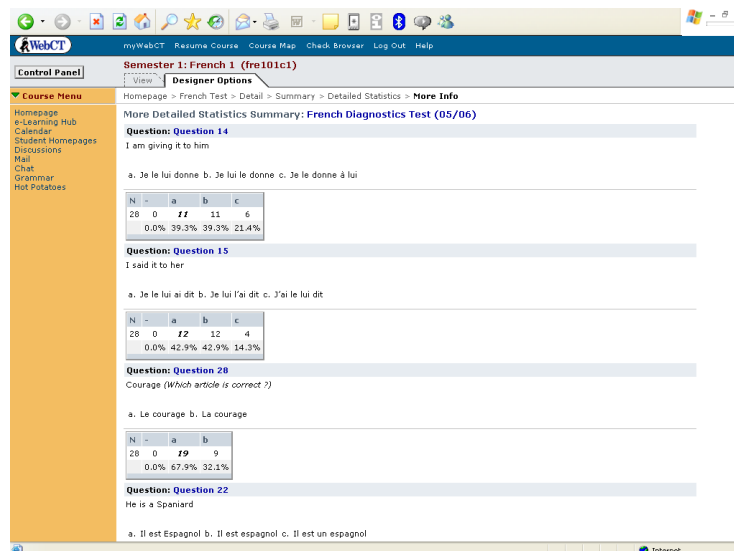 WebCT
myWebCT Resume Course Course Map Check Browser Log Out Help
Control Panel
Semester 1: French 1 (fre101c1)
View Designer Options
Course Menu
Homepage > French Test > Detail > Summary > Detailed Statistics > More Info
Homepage
e-Learning Hub
Calendar
Student Homepages
Discussions
Mail
Chat
Grammar
Hot Potatoes
More Detailed Statistics Summary: French Diagnostics Test (05/06)
Question: Question 14
I am giving it to him
a. Je le lui donne b. Je lui le donne c. Je le donne à lui
N - a b c
28 0 11 11 6
0.0% 39.3% 39.3% 21.4%
Question: Question 15
I said it to her
a. Je le lui ai dit b. Je lui l'ai dit c. J'ai le lui dit
N - a b c
28 0 12 12 4
0.0% 42.9% 42.9% 14.3%
Question: Question 28
Courage (Which article is correct ?)
a. Le courage b. La courage
N - a b
28 0 19 9
0.0% 67.9% 32.1%
Question: Question 22
He is a Spaniard
a. Il est Espagnol b. Il est espagnol c. Il est un espagnol
Internet